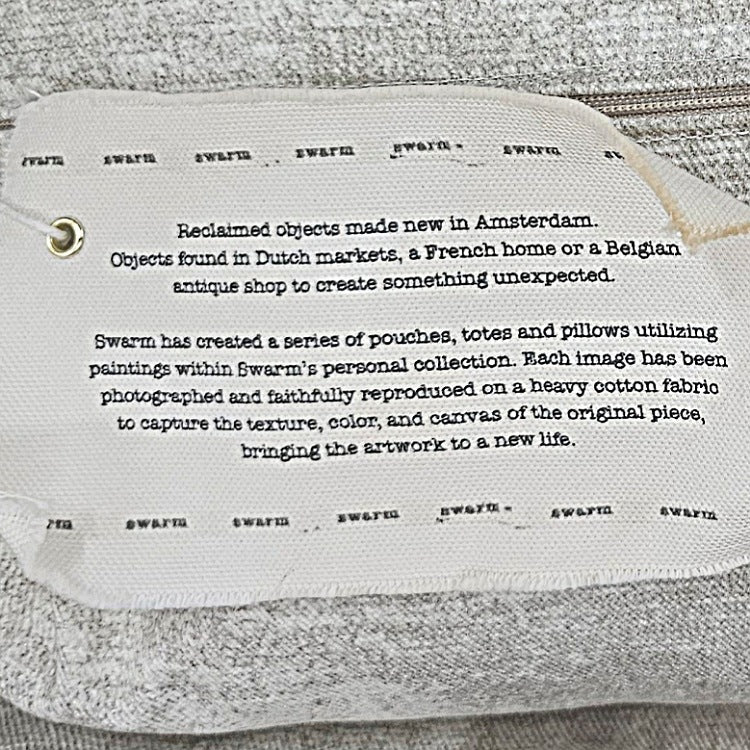 swarm swarm swarm swarm swarm
Reclaimed objects made new in Amsterdam.
Objects found in Dutch markets, a French home or a Belgian
antique shop to create something unexpected.
Swarm has created a series of pouches, totes and pillows utilizing
paintings within Swarm's personal collection. Each image has been
photographed and faithfully reproduced on a heavy cotton fabric
to capture the texture, color, and canvas of the original piece,
bringing the artwork to a new life.
swarm swarm swarm swarm swarm swarm